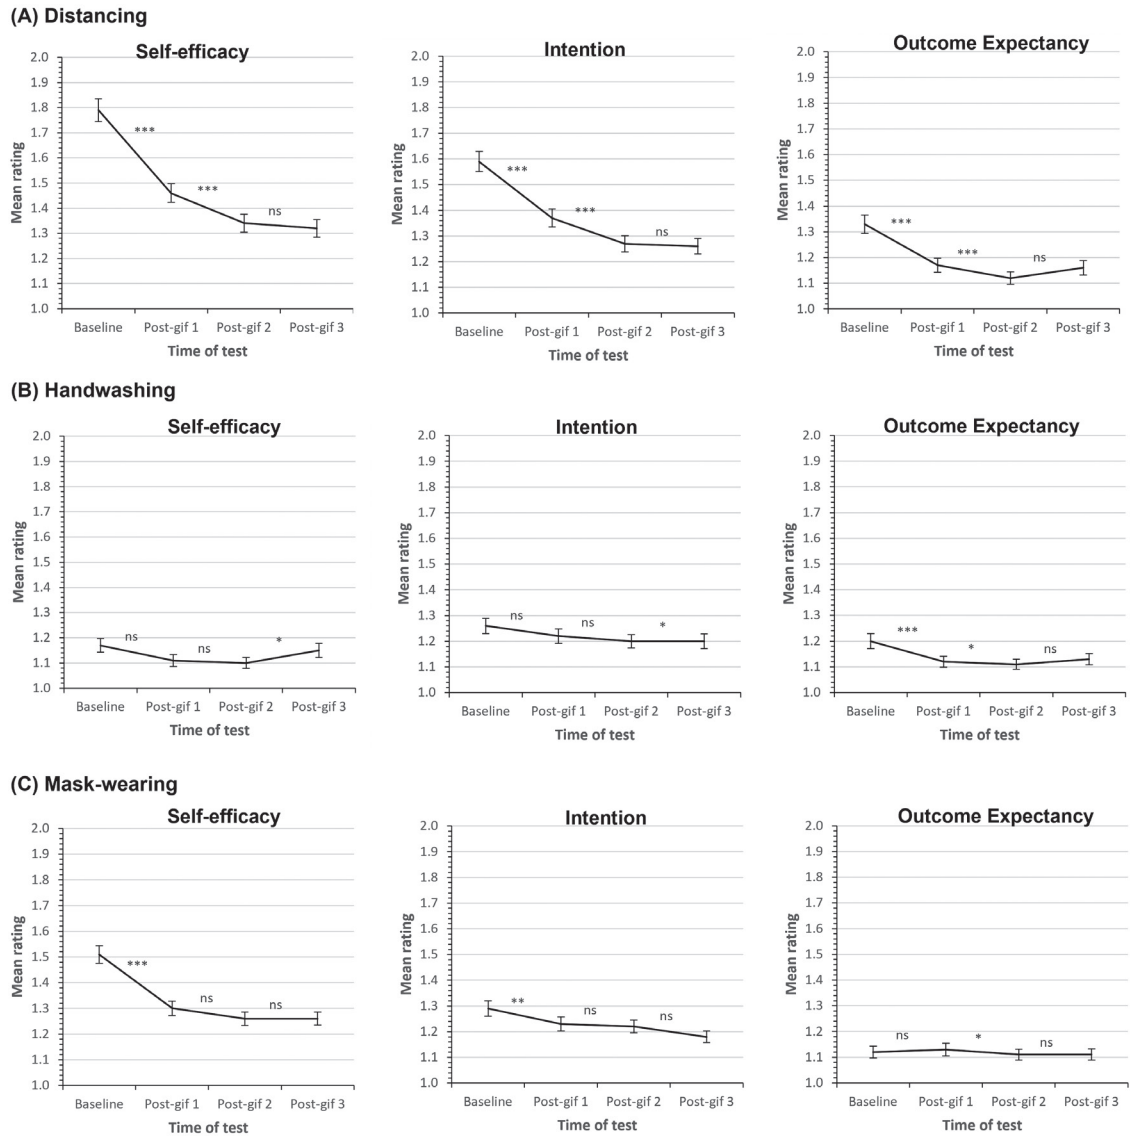 (A) Distancing
Self-efficacy
2.0
1.9
1.8
1.7
1.6
1.5
1.4
1.3
1.2
1.1
1.0
Mean rating
***
***
ns
Baseline Post-gif 1 Post-gif 2 Post-gif 3
Time of test
Intention
2.0
1.9
1.8
1.7
1.6
1.5
1.4
1.3
1.2
1.1
1.0
Mean rating
***
***
ns
Baseline Post-gif 1 Post-gif 2 Post-gif 3
Time of test
Outcome Expectancy
2.0
1.9
1.8
1.7
1.6
1.5
1.4
1.3
1.2
1.1
1.0
Mean rating
***
***
ns
Baseline Post-gif 1 Post-gif 2 Post-gif 3
Time of test
(B) Handwashing
Self-efficacy
2.0
1.9
1.8
1.7
1.6
1.5
1.4
1.3
1.2
1.1
1.0
Mean rating
ns
ns
*
Baseline Post-gif 1 Post-gif 2 Post-gif 3
Time of test
Intention
2.0
1.9
1.8
1.7
1.6
1.5
1.4
1.3
1.2
1.1
1.0
Mean rating
ns
ns
*
Baseline Post-gif 1 Post-gif 2 Post-gif 3
Time of test
Outcome Expectancy
2.0
1.9
1.8
1.7
1.6
1.5
1.4
1.3
1.2
1.1
1.0
Mean rating
***
*
ns
Baseline Post-gif 1 Post-gif 2 Post-gif 3
Time of test
(C) Mask-wearing
Self-efficacy
2.0
1.9
1.8
1.7
1.6
1.5
1.4
1.3
1.2
1.1
1.0
Mean rating
***
ns
ns
Baseline Post-gif 1 Post-gif 2 Post-gif 3
Time of test
Intention
2.0
1.9
1.8
1.7
1.6
1.5
1.4
1.3
1.2
1.1
1.0
Mean rating
**
ns
ns
Baseline Post-gif 1 Post-gif 2 Post-gif 3
Time of test
Outcome Expectancy
2.0
1.9
1.8
1.7
1.6
1.5
1.4
1.3
1.2
1.1
1.0
Mean rating
ns
*
ns
Baseline Post-gif 1 Post-gif 2 Post-gif 3
Time of test